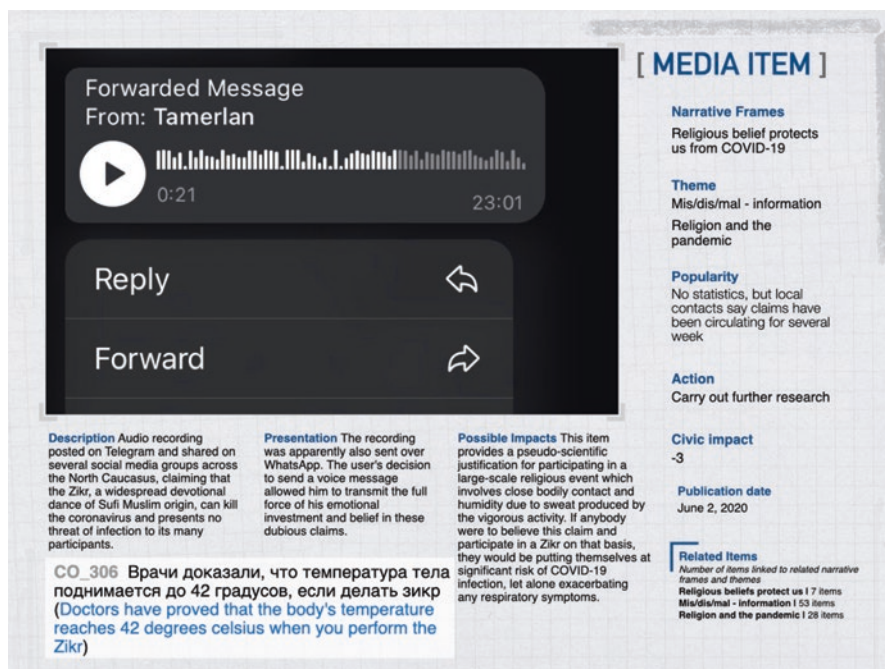 Forwarded Message
From: Tamerlan
0:21
23:01
Reply
Forward
[ MEDIA ITEM ]
Narrative Frames
Religious belief protects
us from COVID-19
Theme
Mis/dis/mal - information
Religion and the
pandemic
Popularity
No statistics, but local
contacts say claims have
been circulating for several
week
Action
Carry out further research
Civic impact
-3
Publication date
June 2, 2020
Related Items
Number of items linked to related narrative
frames and themes
Religious beliefs protect us I 7 items
Mis/dis/mal - information I 53 items
Religion and the pandemic I 28 items
Description Audio recording
posted on Telegram and shared on
several social media groups across
the North Caucasus, claiming that
the Zikr, a widespread devotional
dance of Sufi Muslim origin, can kill
the coronavirus and presents no
threat of infection to its many
participants.
Presentation The recording
was apparently also sent over
WhatsApp. The user's decision
to send a voice message
allowed him to transmit the full
force of his emotional
investment and belief in these
dubious claims.
Possible Impacts This item
provides a pseudo-scientific
justification for participating in a
large-scale religious event which
involves close bodily contact and
humidity due to sweat produced by
the vigorous activity. If anybody
were to believe this claim and
participate in a Zikr on that basis,
they would be putting themselves at
significant risk of COVID-19
infection, let alone exacerbating
any respiratory symptoms.
CO_306 Врачи доказали, что температура тела
поднимается до 42 градусов, если делать зикр
(Doctors have proved that the body's temperature
reaches 42 degrees celsius when you perform the
Zikr)